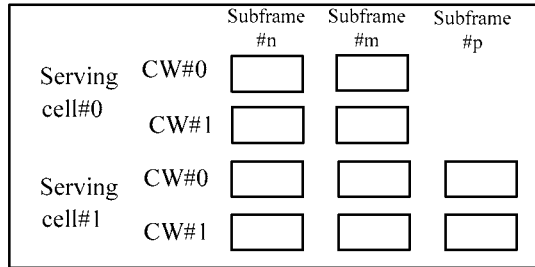 Subframe #n
Subframe #m
Subframe #p
Serving cell#0
CW#0
CW#1
Serving cell#1
CW#0
CW#1